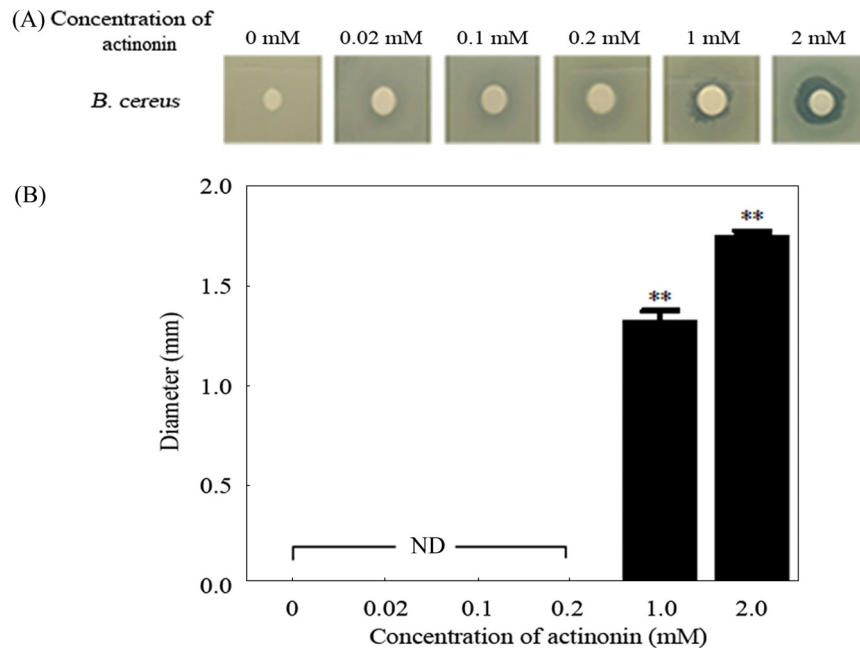 (A) Concentration of
actinonin 0 mM 0.02 mM 0.1 mM 0.2 mM 1 mM 2 mM
B. cereus
(B)
2.0
**
1.5
**
1.0
Diameter (mm)
0.5
ND
0.0
0 0.02 0.1 0.2 1.0 2.0
Concentration of actinonin (mM)